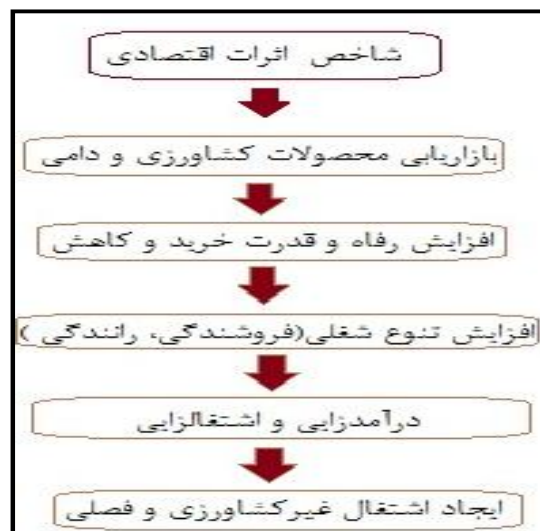 شاخص اثرات اقتصادی
بازاریابی محصولات کشاورزی و دامی
افزایش رفاه و قدرت خرید و کاهش
افزایش تنوع شغلی(فروشندگی، رانندگی )
درآمدزایی و اشتغالزایی
ایجاد اشتغال غیرکشاورزی و فصلی